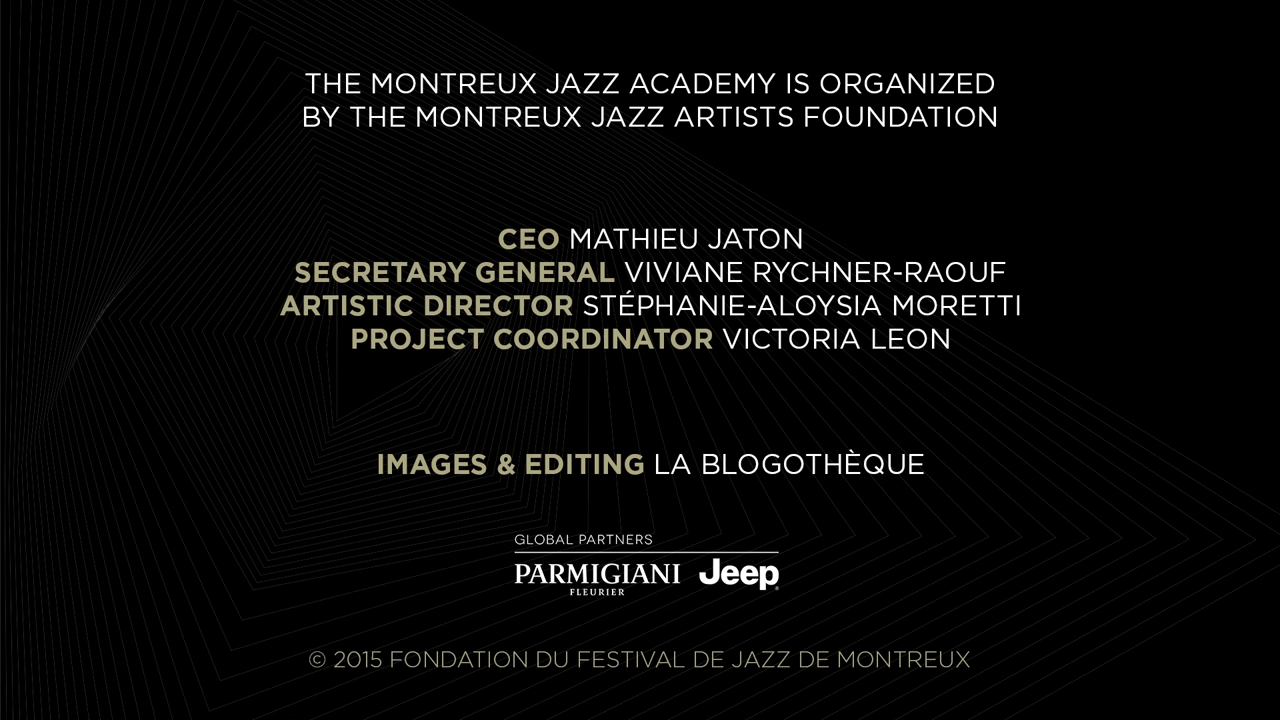 THE MONTREUX JAZZ ACADEMY IS ORGANIZED
BY THE MONTREUX JAZZ ARTISTS FOUNDATION
CEO MATHIEU JATON
SECRETARY GENERAL VIVIANE RYCHNER-RAOUF
ARTISTIC DIRECTOR STÉPHANIE-ALOYSIA MORETTI
PROJECT COORDINATOR VICTORIA LEON
IMAGES & EDITING LA BLOGOTHÈQUE
GLOBAL PARTNERS
PARMIGIANI Jeep
FLEURIER
© 2015 FONDATION DU FESTIVAL DE JAZZ DE MONTREUX